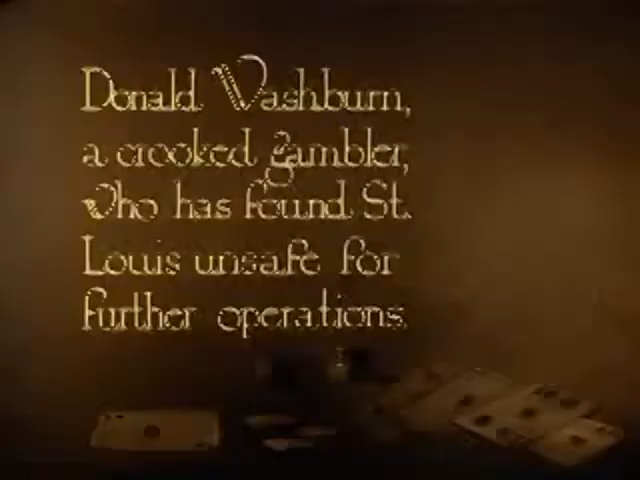 Donald Washburn,
a crooked gambler,
who has found St.
Louis unsafe for
further operations.